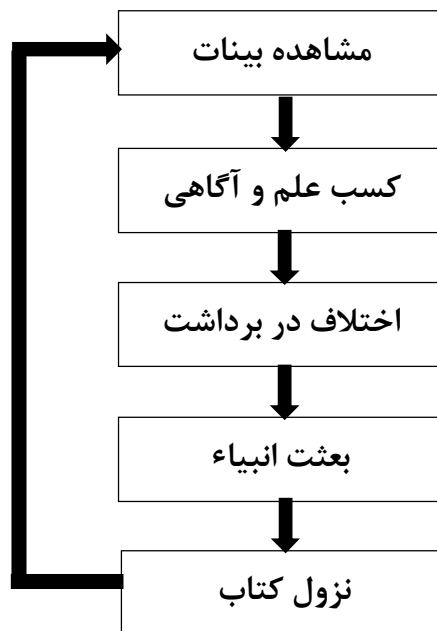 مشاهده بینات
کسب علم و آگاهی
اختلاف در برداشت
بعثت انبیاء
نزول کتاب